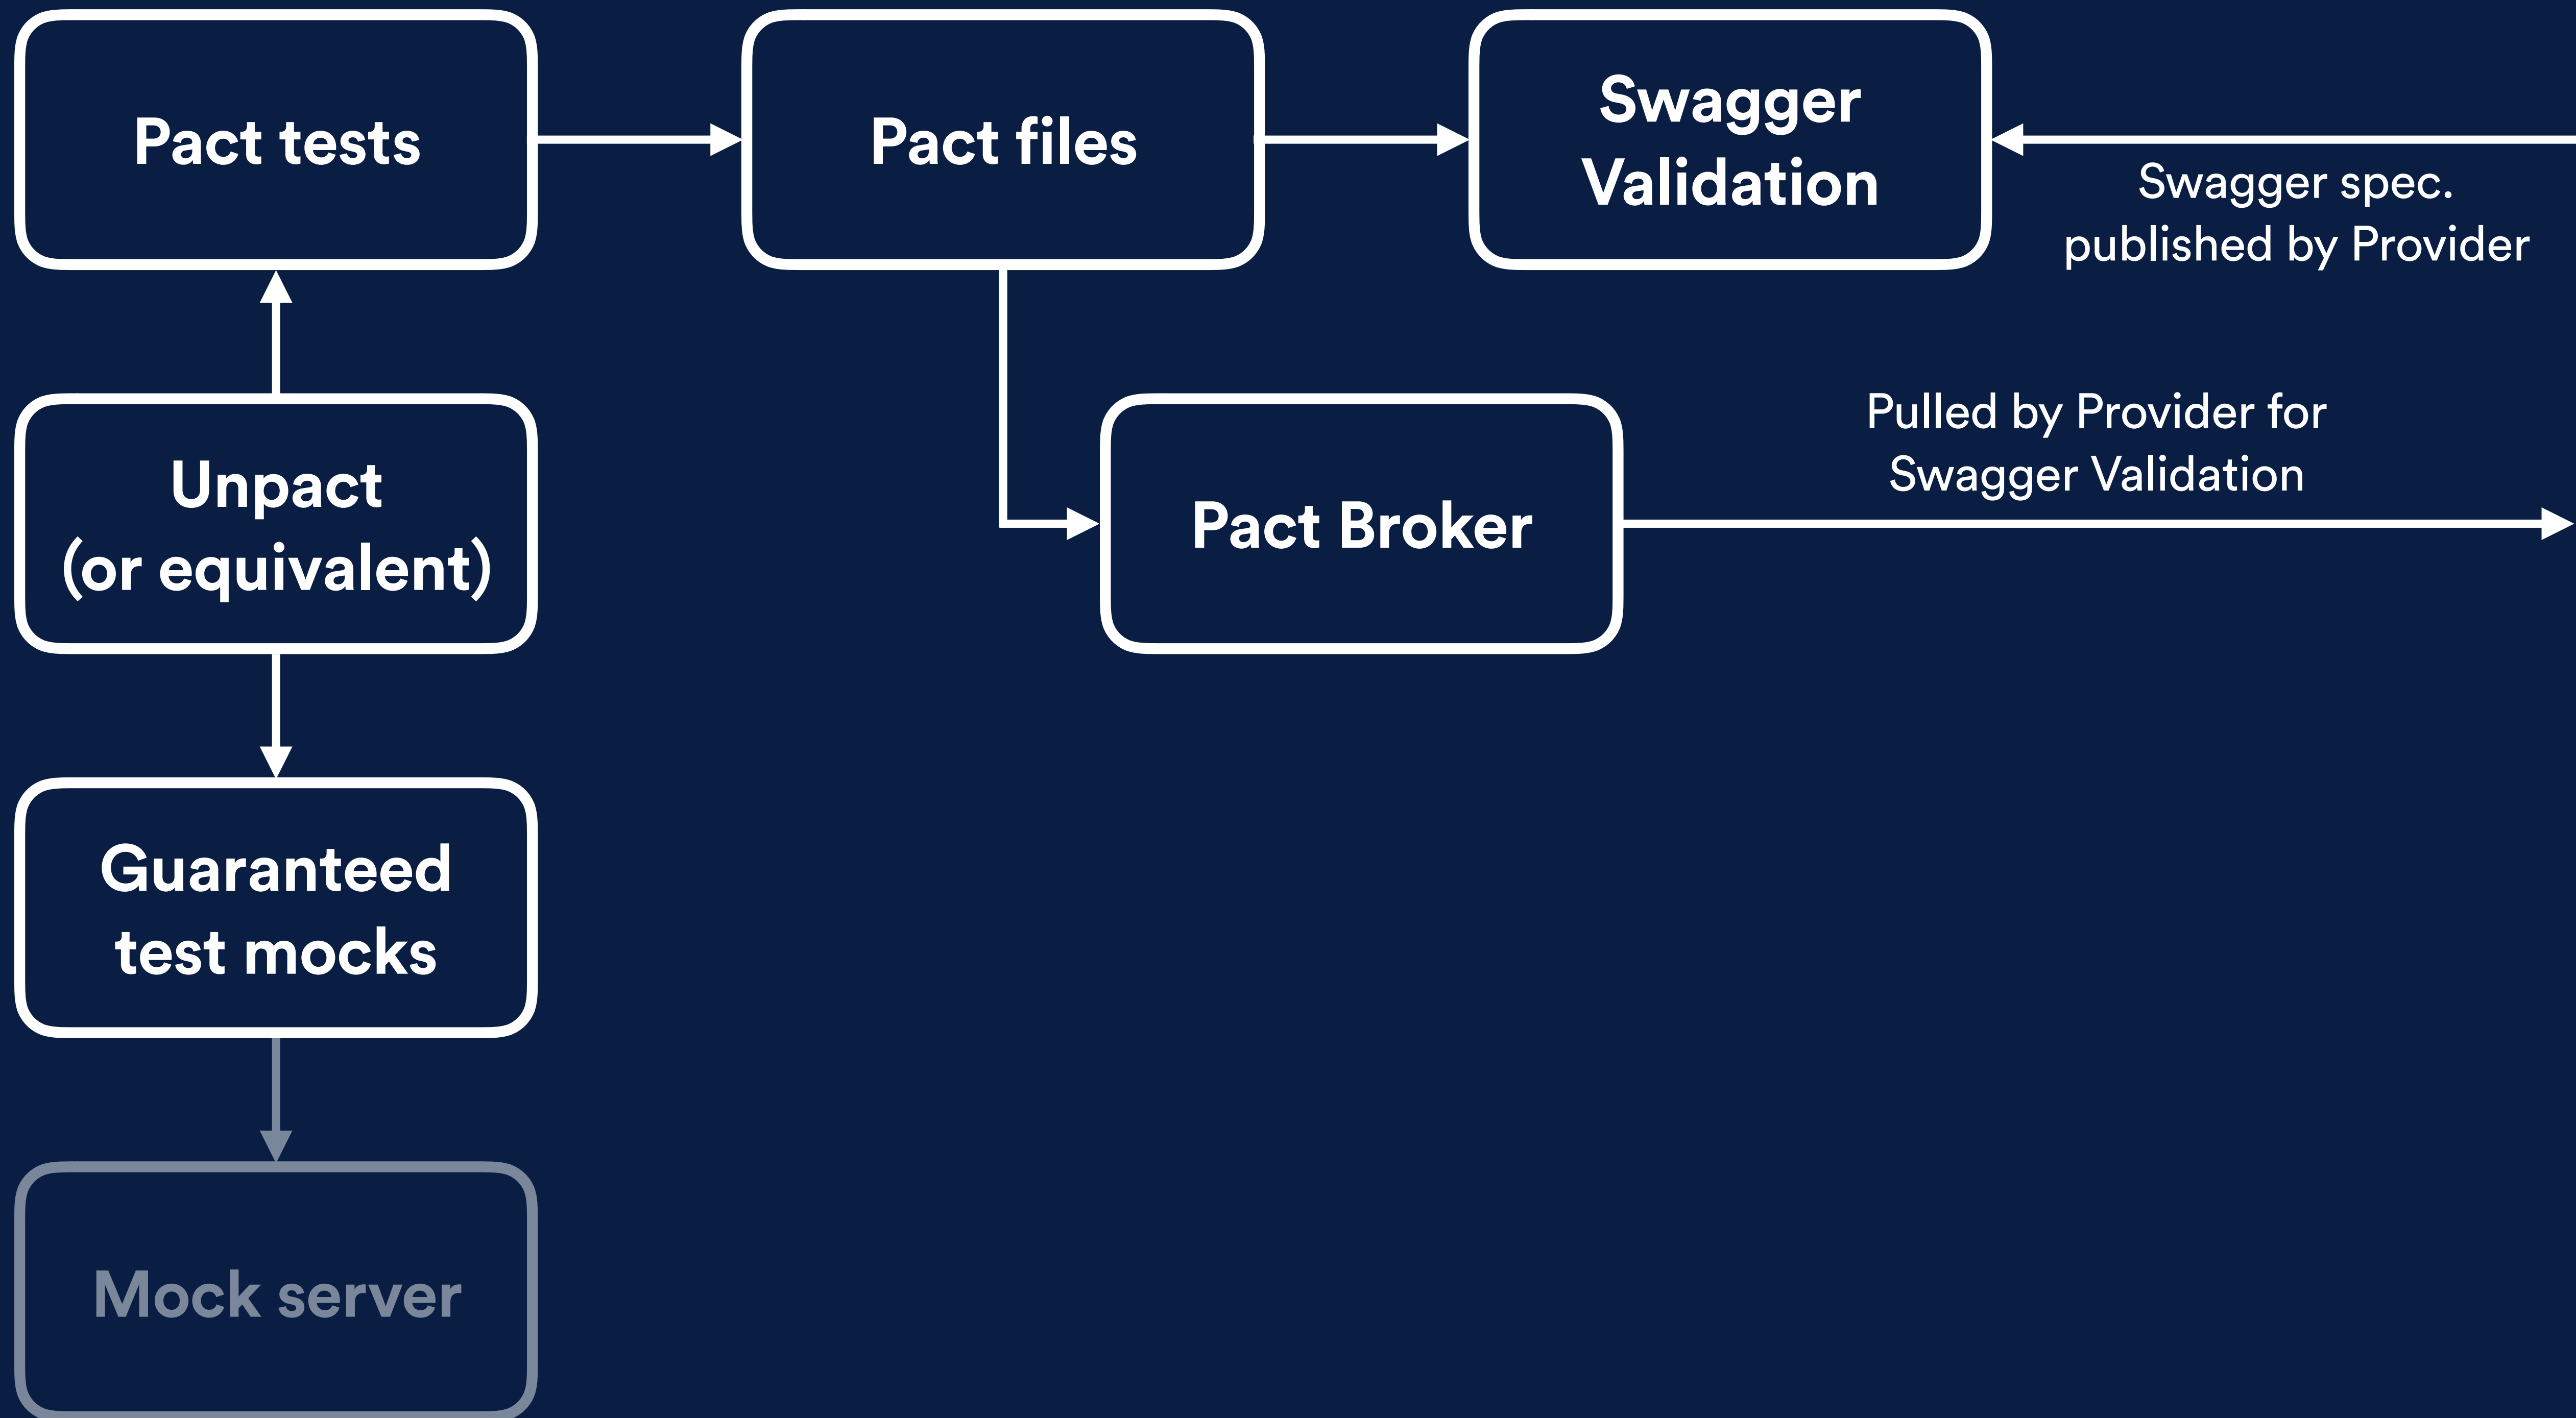 Pact tests
Pact files
Swagger
Validation
Swagger spec.
published by Provider
Unpact
(or equivalent)
Pact Broker
Pulled by Provider for
Swagger Validation
Guaranteed
test mocks
Mock server